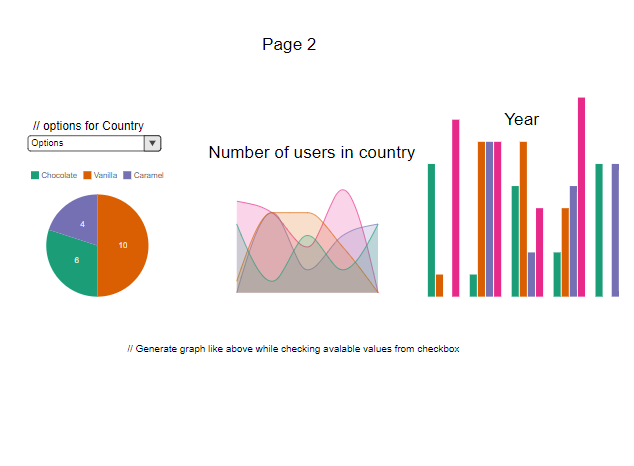 Page 2
// options for Country
Options
Chocolate Vanilla Caramel
4
10
6
Number of users in country
Year
// Generate graph like above while checking avalable values from checkbox